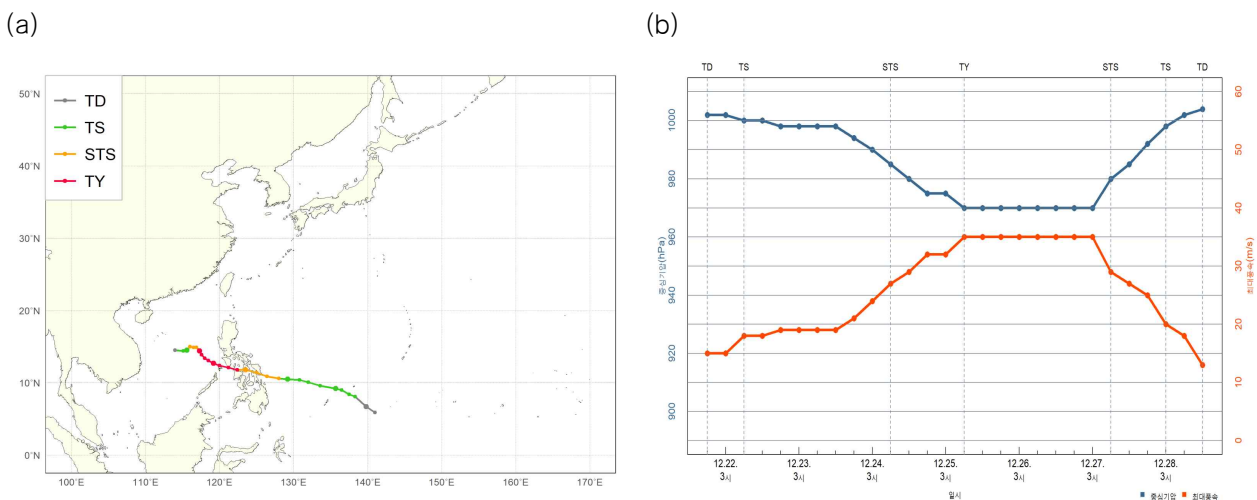 (a)
(b)
TD
TS
STS
TY
50°N
40°N
30°N
20°N
10°N
0°N
100°E
110°E
120°E
130°E
140°E
150°E
160°E
170°E
TD
TS
STS
TY
STS
TS
TD
1000
980
960
940
920
900
중심기압(hPa)
60
50
40
30
20
10
0
최대풍속(m/s)
12.22.
3시
12.23.
3시
12.24.
3시
12.25.
3시
12.26.
3시
12.27.
3시
12.28.
3시
일시
중심기압
최대풍속